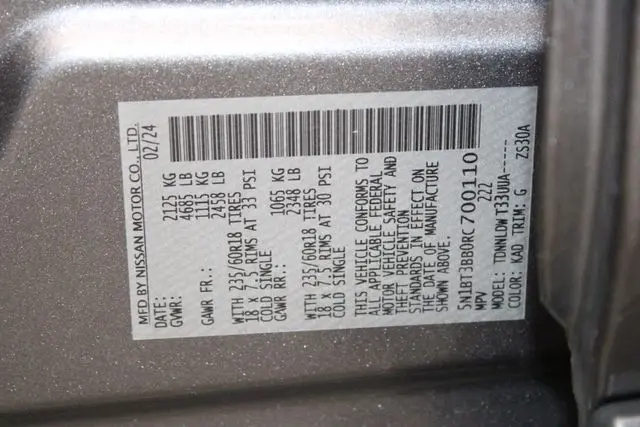 MFD BY NISSAN MOTOR CO., LTD.
DATE: 02/24
GVWR: 2125 KG
4685 LB
GAWR FR.: 1115 KG
2458 LB
WITH 235/60R18 TIRES
18 X 7.5 RIMS AT 33 PSI
COLD SINGLE
GAWR RR.: 1065 KG
2348 LB
WITH 235/60R18 TIRES
18 X 7.5 RIMS AT 30 PSI
COLD SINGLE
THIS VEHICLE CONFORMS TO
ALL APPLICABLE FEDERAL
MOTOR VEHICLE SAFETY AND
THEFT PREVENTION
STANDARDS IN EFFECT ON
THE DATE OF MANUFACTURE
SHOWN ABOVE.
5N1BT3BB0RC700110
MPV 222
MODEL: TDWNLDW T33UUA-----
COLOR: KAD TRIM: G ZS30A